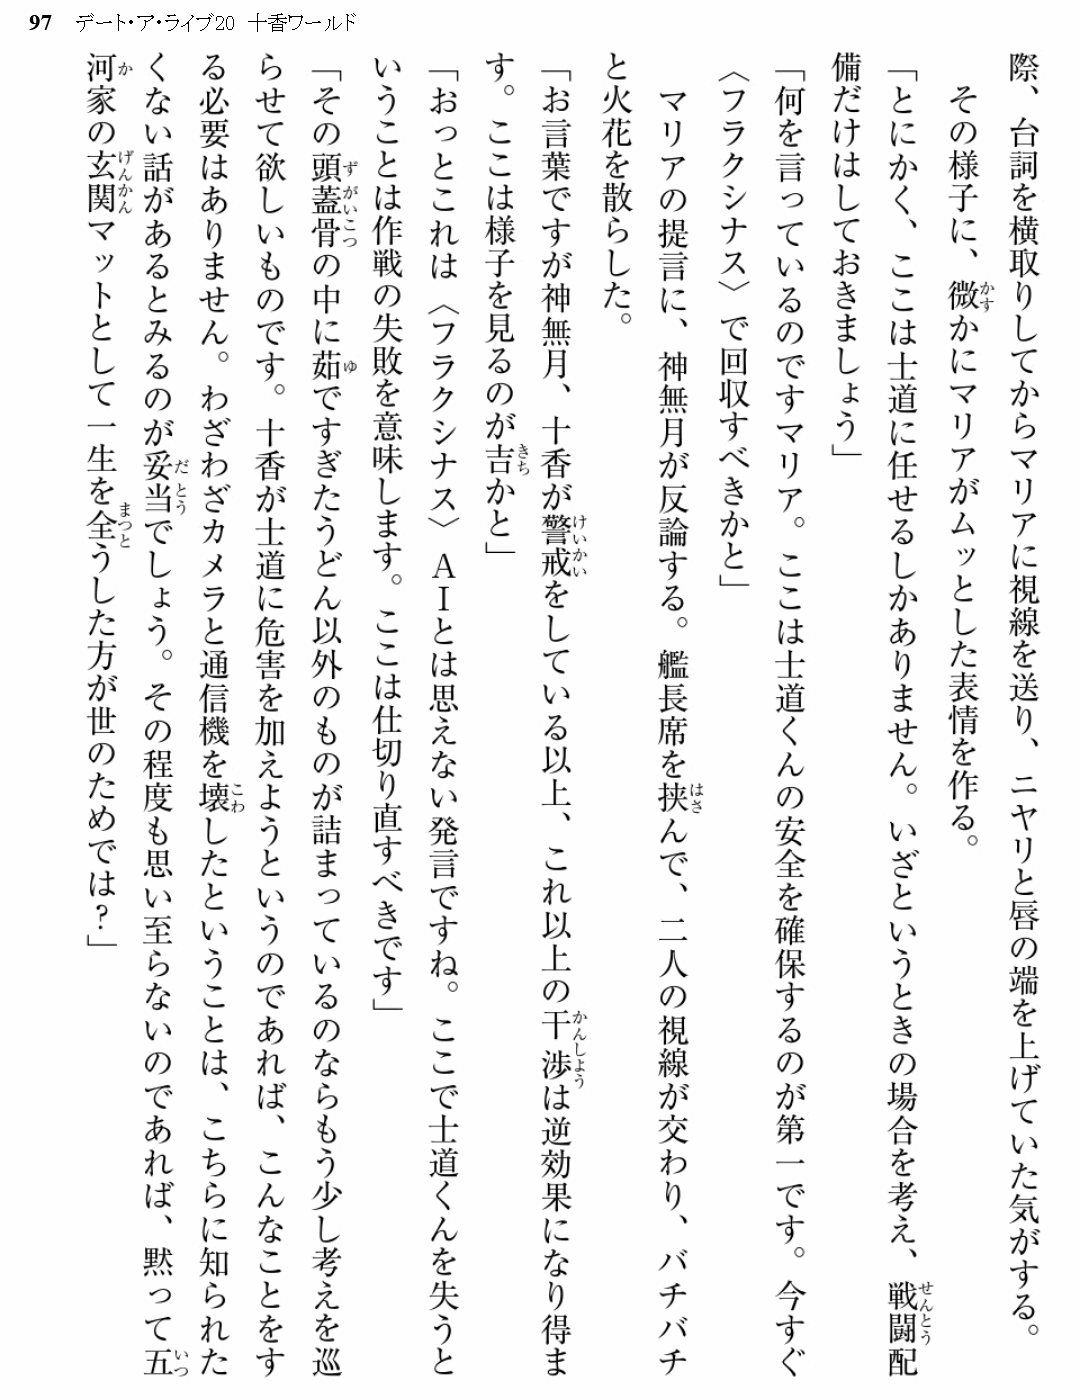 97 デート・ア・ライブ20 十香ワールド
際、台詞を横取りしてからマリアに視線を送り、ニヤリと唇の端を上げていた気がする。
その様子に、微かにマリアがムッとした表情を作る。
「とにかく、ここは士道に任せるしかありません。いざというときの場合を考え、戦闘配
備だけはしておきましょう」
「何を言っているのですマリア。ここは士道くんの安全を確保するのが第一です。今すぐ
〈フラクシナス〉で回収すべきかと」
マリアの提言に、神無月が反論する。艦長席を挟んで、二人の視線が交わり、バチバチ
と火花を散らした。
「お言葉ですが神無月、十香が警戒をしている以上、これ以上の干渉は逆効果になり得ま
す。ここは様子を見るのが吉かと」
「おっとこれは〈フラクシナス〉AIとは思えない発言ですね。ここで士道くんを失うと
いうことは作戦の失敗を意味します。ここは仕切り直すべきです」
「その頭蓋骨の中に茹ですぎたうどん以外のものが詰まっているのならもう少し考えを巡
らせて欲しいものです。十香が士道に危害を加えようというのであれば、こんなことをす
る必要はありません。わざわざカメラと通信機を壊したということは、こちらに知られた
くない話があるとみるのが妥当でしょう。その程度も思い至らないのであれば、黙って五
河家の玄関マットとして一生を全うした方が世のためでは？」